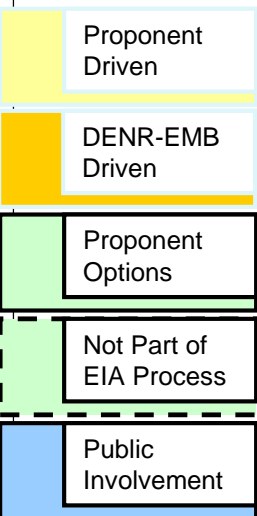 Proponent
Driven
DENR-EMB
Driven
Proponent
Options
Not Part of
EIA Process
Public
Involvement